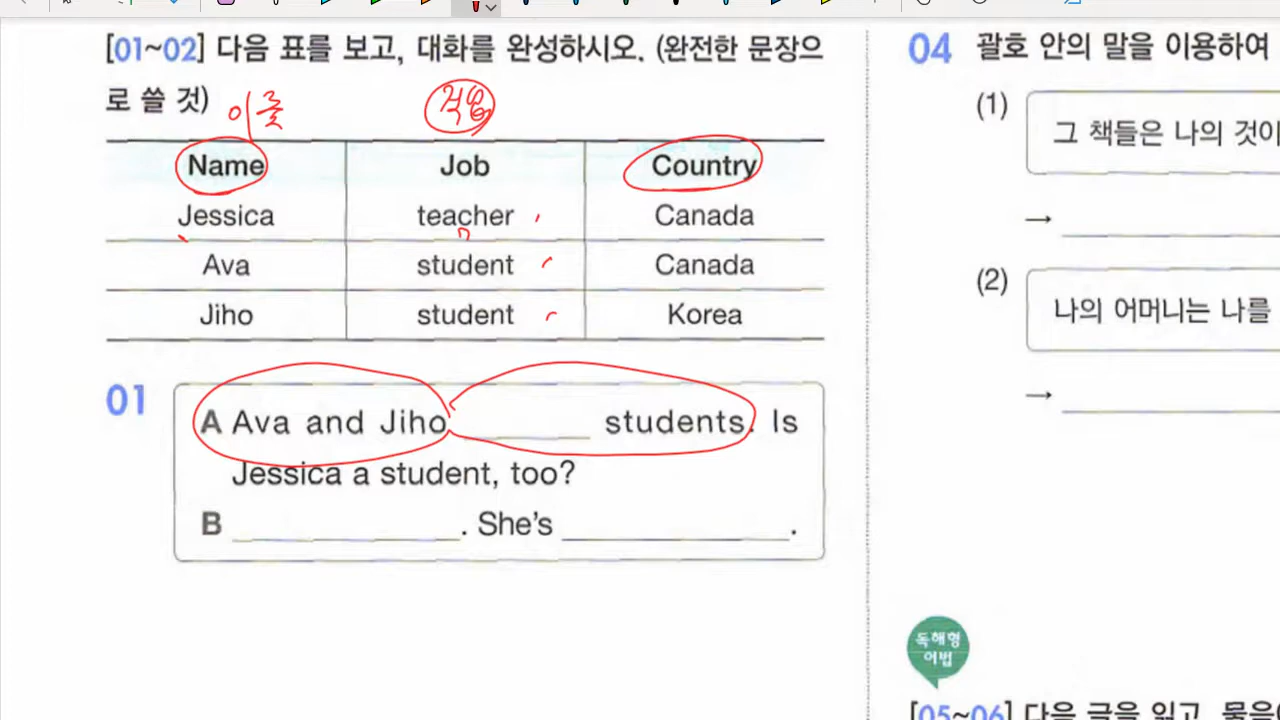 [01~02] 다음 표를 보고, 대화를 완성하시오. (완전한 문장으
로 쓸 것)
이름
직업
Name Job Country
Jessica teacher Canada
Ava student Canada
Jiho student Korea
01
A Ava and Jiho ________ students. Is
Jessica a student, too?
B ________________. She's ________________.
04 괄호 안의 말을 이용하여
(1)
그 책들은 나의 것이
→
(2)
나의 어머니는 나를
→
독해형
어법
[05~06] 다음 글을 읽고, 물음에